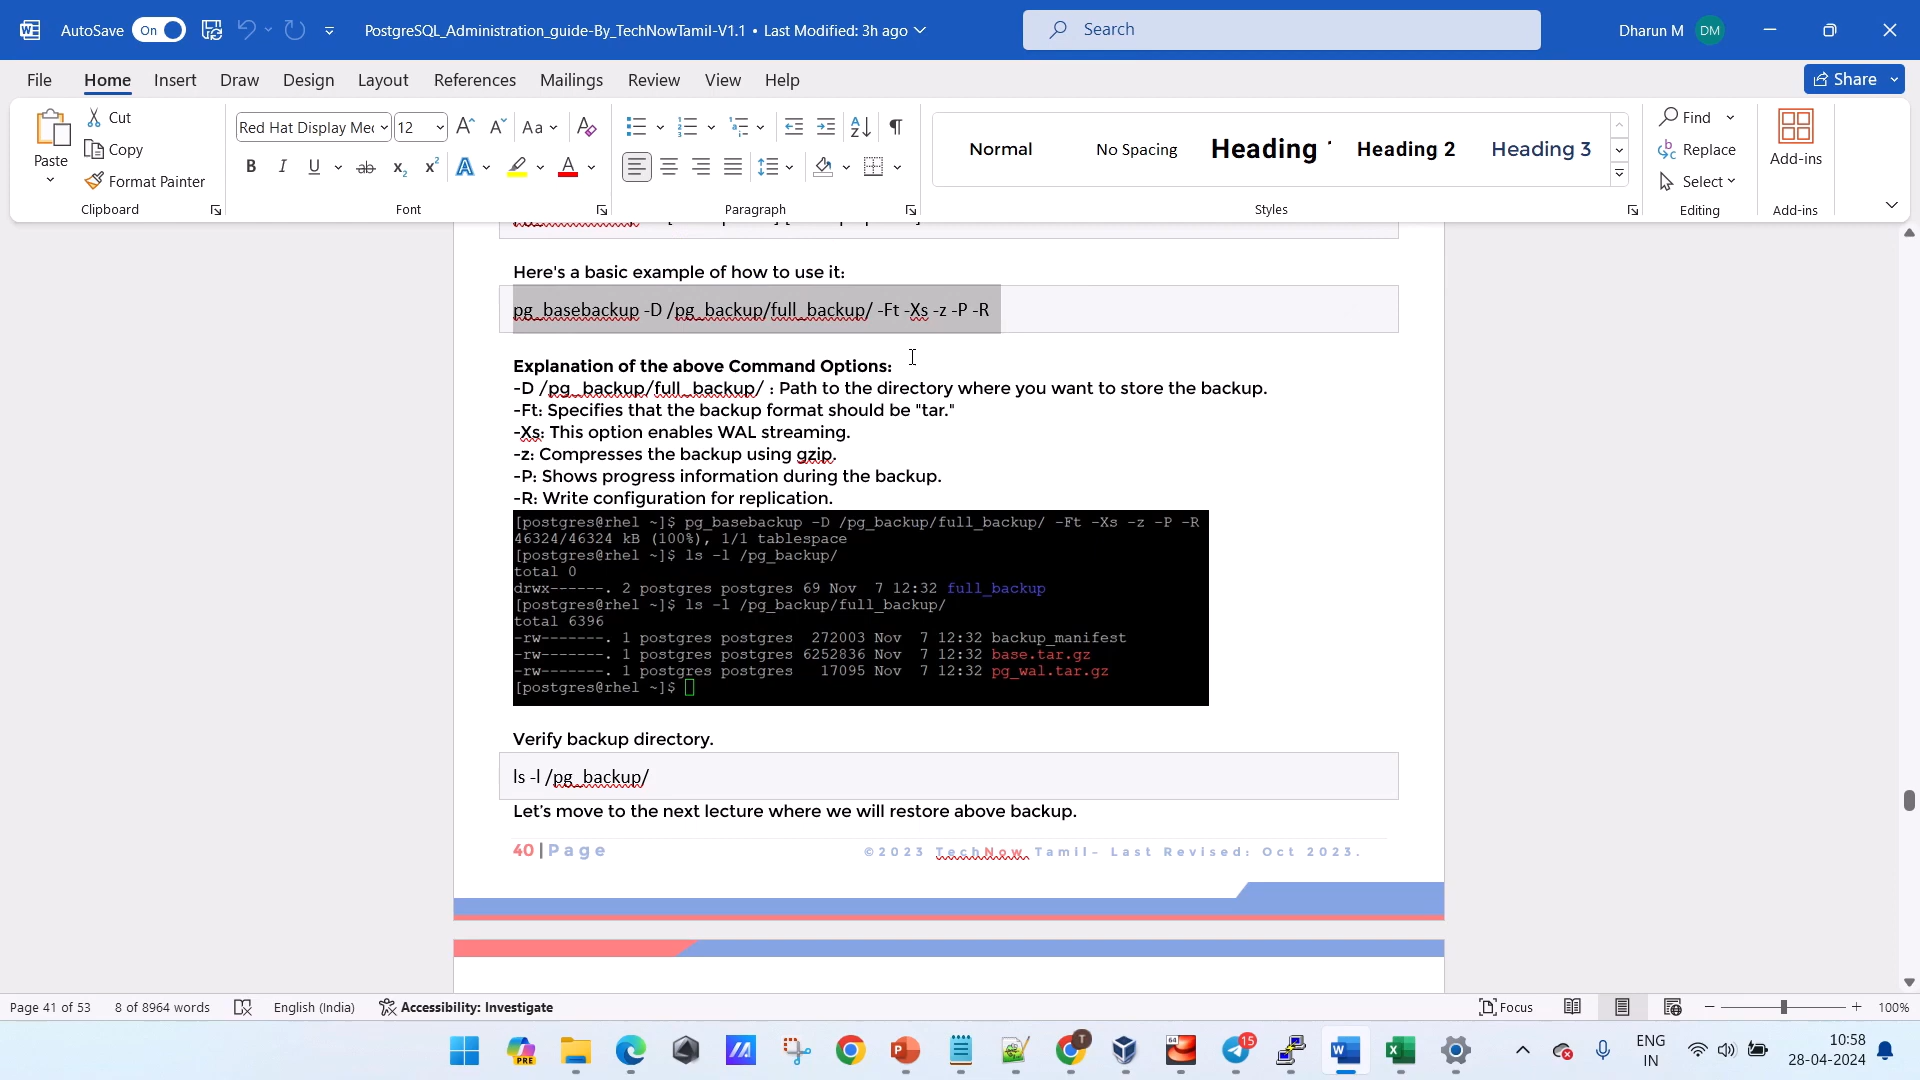 AutoSave On PostgreSQL_Administration_guide-By_TechNowTamil-V1.1 • Last Modified: 3h ago Search Dharun M DM
File Home Insert Draw Design Layout References Mailings Review View Help Share
Paste Cut Copy Format Painter
Clipboard
Red Hat Display Med 12
Font
Paragraph
Normal No Spacing Heading 1 Heading 2 Heading 3
Styles
Find
Replace
Select
Editing
Add-ins
Add-ins
Here's a basic example of how to use it:
pg_basebackup -D /pg_backup/full_backup/ -Ft -Xs -z -P -R
Explanation of the above Command Options:
-D /pg_backup/full_backup/ : Path to the directory where you want to store the backup.
-Ft: Specifies that the backup format should be "tar."
-Xs: This option enables WAL streaming.
-z: Compresses the backup using gzip.
-P: Shows progress information during the backup.
-R: Write configuration for replication.
[postgres@rhel ~]$ pg_basebackup -D /pg_backup/full_backup/ -Ft -Xs -z -P -R
46324/46324 kB (100%), 1/1 tablespace
[postgres@rhel ~]$ ls -l /pg_backup/
total 0
drwx------. 2 postgres postgres 69 Nov  7 12:32 full_backup
[postgres@rhel ~]$ ls -l /pg_backup/full_backup/
total 6396
-rw-------. 1 postgres postgres  272003 Nov  7 12:32 backup_manifest
-rw-------. 1 postgres postgres 6252836 Nov  7 12:32 base.tar.gz
-rw-------. 1 postgres postgres   17095 Nov  7 12:32 pg_wal.tar.gz
[postgres@rhel ~]$
Verify backup directory.
ls -l /pg_backup/
Let's move to the next lecture where we will restore above backup.
40 | Page ©2023 TechNow Tamil- Last Revised: Oct 2023.
Page 41 of 53 8 of 8964 words English (India) Accessibility: Investigate Focus 100%
PRE 64 T 15 ENG IN 10:58 28-04-2024